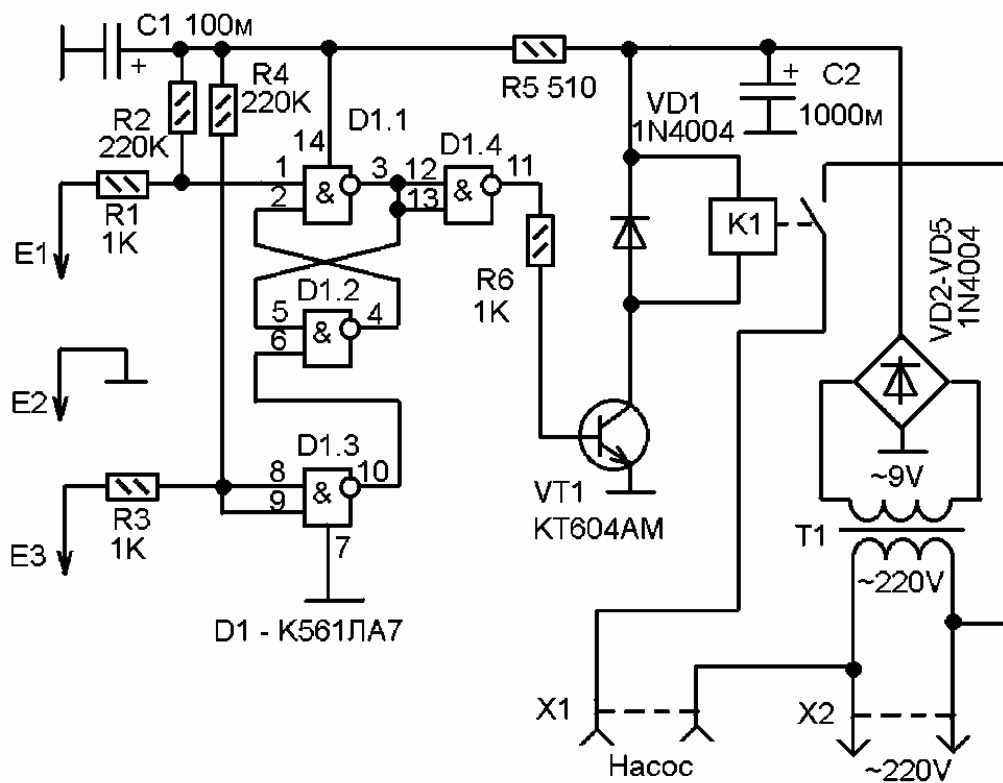 C1 100м
+
R2
220K
R4
220K
R5 510
VD1
1N4004
+
C2
1000м
D1.1
14
1
2
&
3
D1.4
12
13
&
11
E1
R1
1K
R6
1K
K1
VD2-VD5
1N4004
D1.2
5
6
&
4
E2
D1.3
8
9
&
10
7
E3
R3
1K
VT1
КТ604АМ
~9V
T1
~220V
D1 - К561ЛА7
X1
Насос
X2
~220V